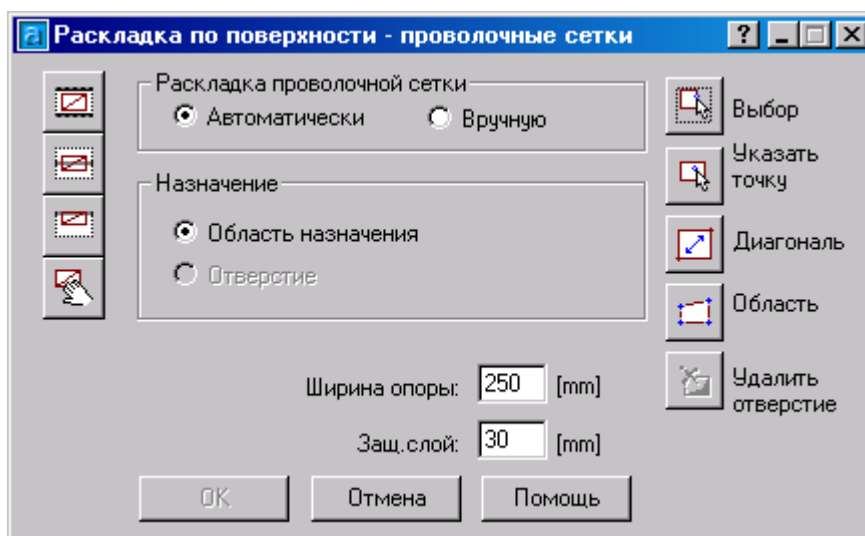 Раскладка по поверхности - проволочные сетки
Раскладка проволочной сетки
Автоматически Вручную
Выбор
Указать
точку
Назначение
Область назначения
Отверстие
Диагональ
Область
Ширина опоры: 250 [mm]
Удалить
отверстие
Защ.слой: 30 [mm]
OK Отмена Помощь